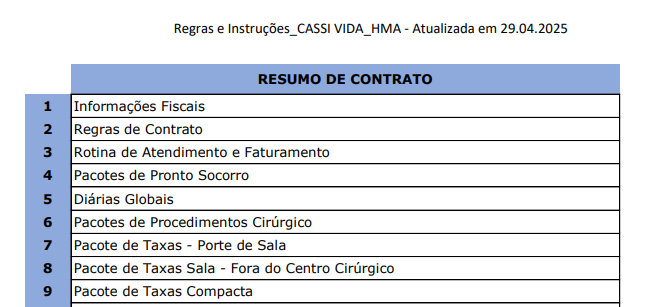 Regras e Instruções_CASSI VIDA_HMA - Atualizada em 29.04.2025
RESUMO DE CONTRATO
1 Informações Fiscais
2 Regras de Contrato
3 Rotina de Atendimento e Faturamento
4 Pacotes de Pronto Socorro
5 Diárias Globais
6 Pacotes de Procedimentos Cirúrgico
7 Pacote de Taxas - Porte de Sala
8 Pacote de Taxas Sala - Fora do Centro Cirúrgico
9 Pacote de Taxas Compacta